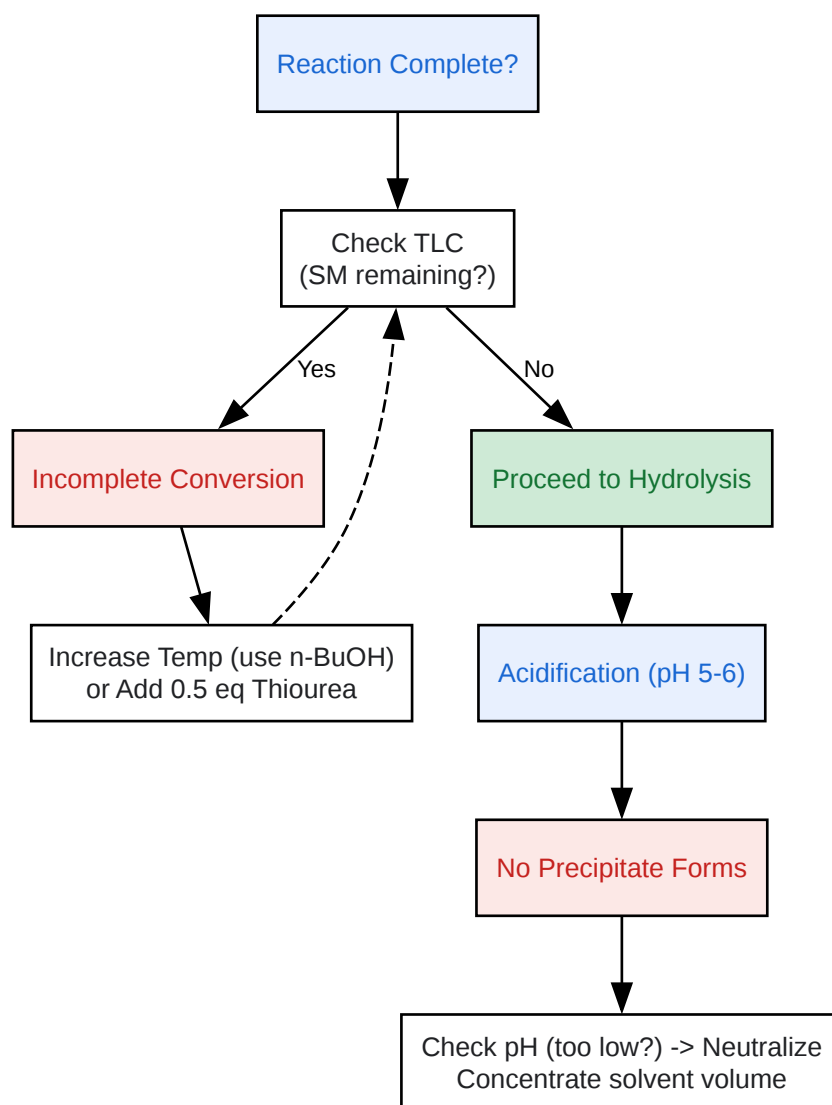 Reaction Complete?
Check TLC
(SM remaining?)
Yes
No
Incomplete Conversion
Proceed to Hydrolysis
Increase Temp (use n-BuOH)
or Add 0.5 eq Thiourea
Acidification (pH 5-6)
No Precipitate Forms
Check pH (too low?) -> Neutralize
Concentrate solvent volume